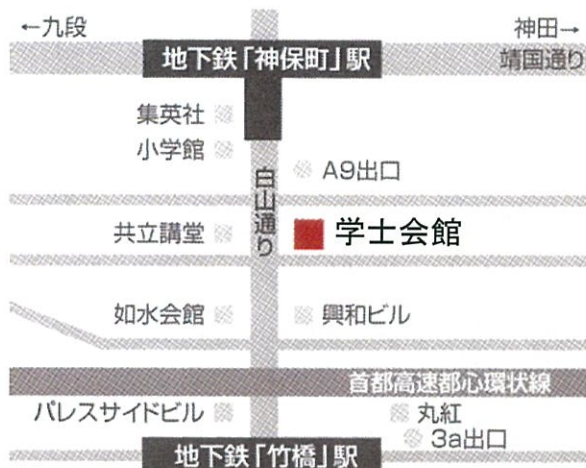 ←九段
神田→
地下鉄「神保町」駅
靖国通り
集英社
小学館
A9出口
白山通り
共立講堂
学士会館
如水会館
興和ビル
首都高速都心環状線
パレスサイドビル
丸紅
3a出口
地下鉄「竹橋」駅